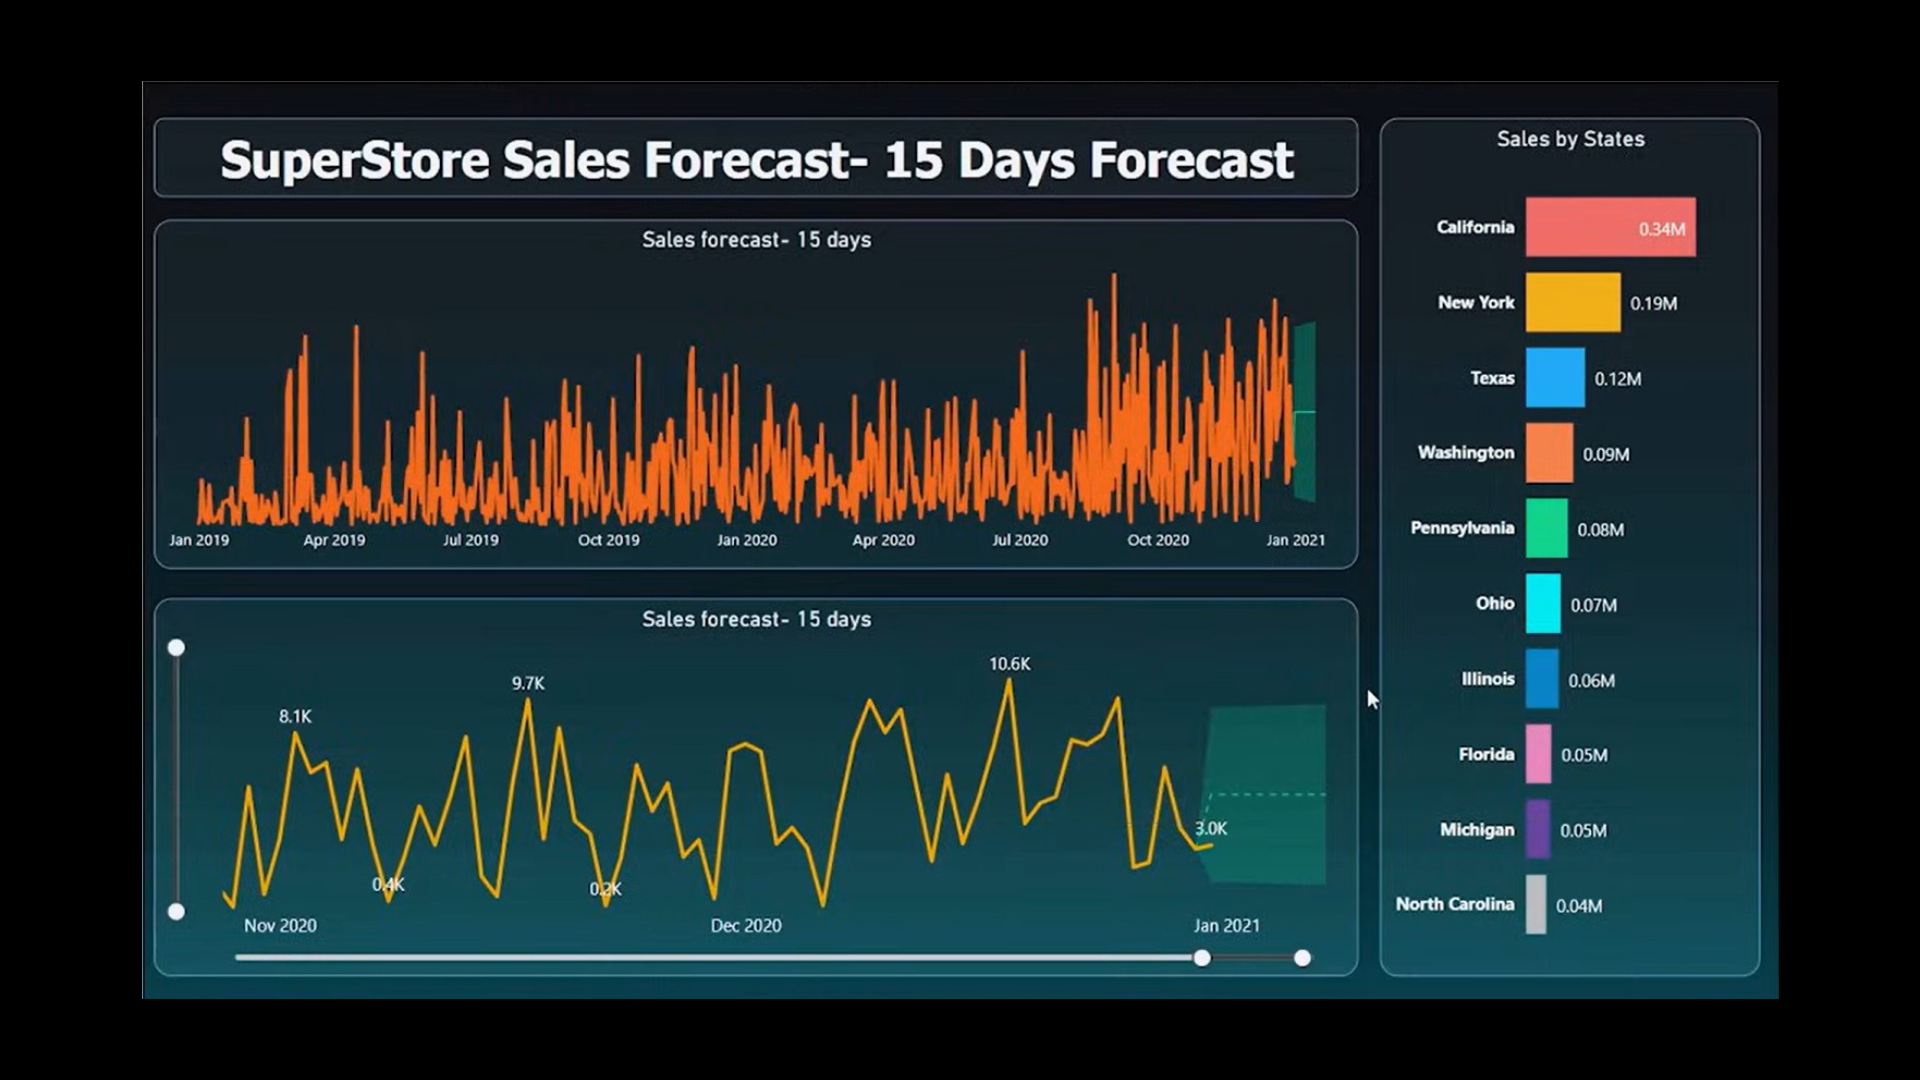 SuperStore Sales Forecast- 15 Days Forecast
Sales forecast- 15 days
Jan 2019 Apr 2019 Jul 2019 Oct 2019 Jan 2020 Apr 2020 Jul 2020 Oct 2020 Jan 2021
Sales forecast- 15 days
10.6K
9.7K
8.1K
3.0K
0.4K
0.2K
Nov 2020 Dec 2020 Jan 2021
Sales by States
California 0.34M
New York 0.19M
Texas 0.12M
Washington 0.09M
Pennsylvania 0.08M
Ohio 0.07M
Illinois 0.06M
Florida 0.05M
Michigan 0.05M
North Carolina 0.04M